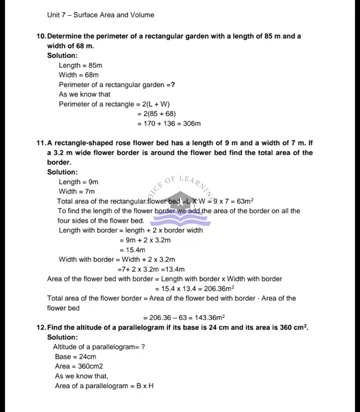 Unit 7 – Surface Area and Volume
10. Determine the perimeter of a rectangular garden with a length of 85 m and a
width of 68 m.
Solution:
Length = 85m
Width = 68m
Perimeter of a rectangular garden =?
As we know that
Perimeter of a rectangle = 2(L + W)
= 2(85 + 68)
= 170 + 136 = 306m
11. A rectangle-shaped rose flower bed has a length of 9 m and a width of 7 m. If
a 3.2 m wide flower border is around the flower bed find the total area of the
border.
Solution:
Length = 9m
Width = 7m
Total area of the rectangular flower bed =L X W = 9 x 7 = 63m²
To find the length of the flower border we add the area of the border on all the
four sides of the flower bed.
Length with border = length + 2 x border width
= 9m + 2 x 3.2m
= 15.4m
Width with border = Width + 2 x 3.2m
=7+ 2 x 3.2m =13.4m
Area of the flower bed with border = Length with border x Width with border
= 15.4 x 13.4 = 206.36m²
Total area of the flower border = Area of the flower bed with border - Area of the
flower bed
= 206.36 – 63 = 143.36m²
12. Find the altitude of a parallelogram if its base is 24 cm and its area is 360 cm².
Solution:
Altitude of a parallelogram= ?
Base = 24cm
Area = 360cm2
As we know that,
Area of a parallelogram = B x H